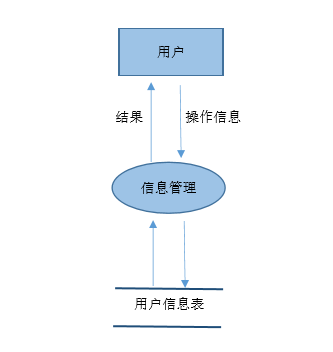 用户
结果
操作信息
信息管理
用户信息表